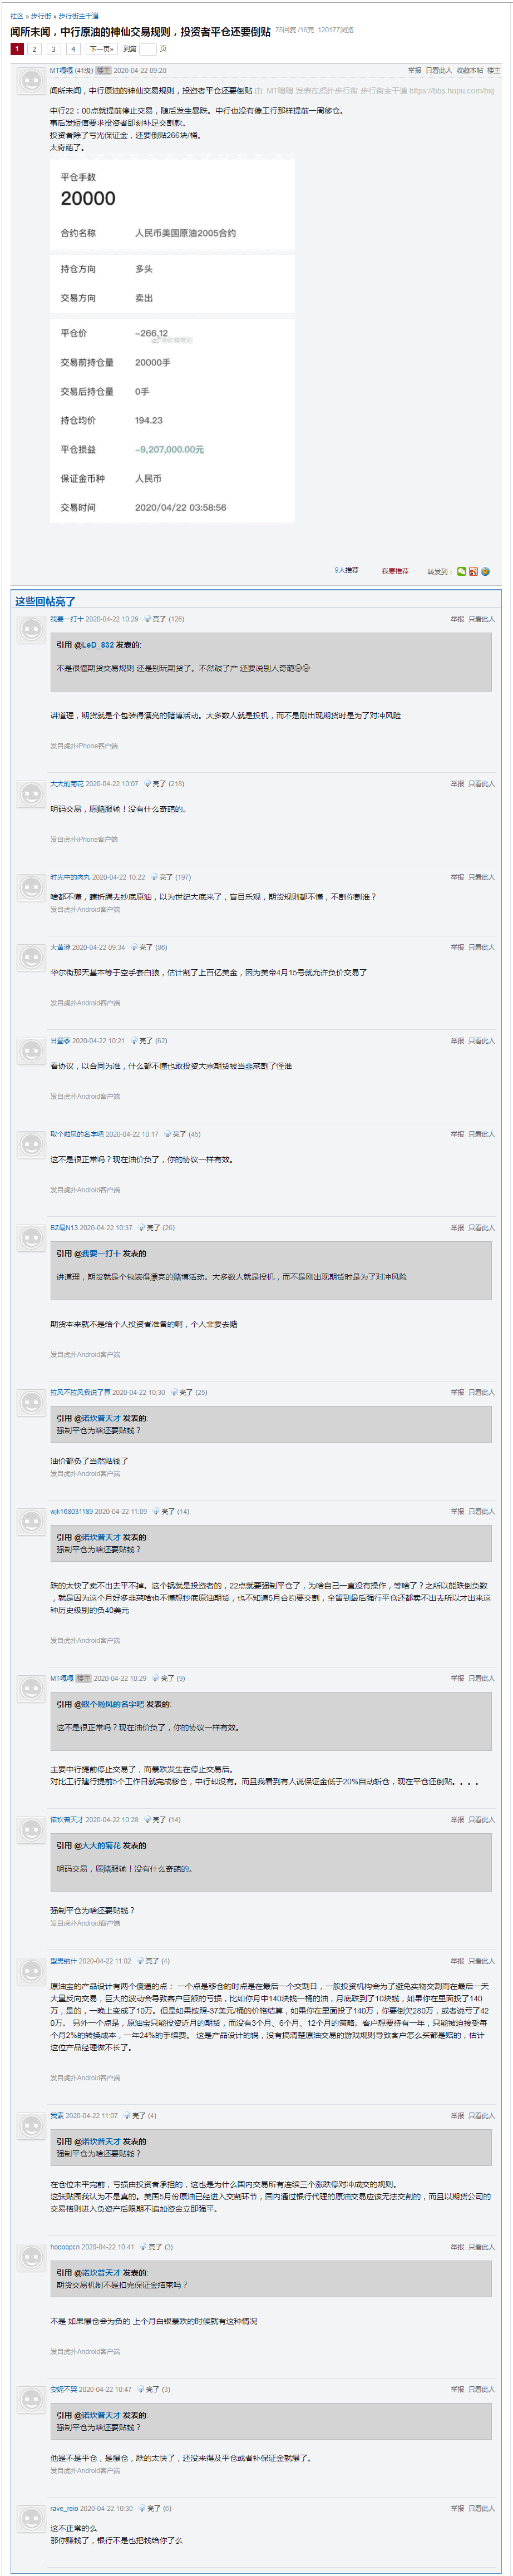 社区 » 步行街 » 步行街主干道
闻所未闻，中行原油的神仙交易规则，投资者平仓还要倒贴 75回复/16亮 120177浏览
1 2 3 4 下一页» 到第 页
MT嘻嘻 (41级) 楼主 2020-04-22 09:20 举报 只看此人 收藏本帖 楼主
闻所未闻，中行原油的神仙交易规则，投资者平仓还要倒贴 由 MT嘻嘻 发表在虎扑步行街·步行街主干道 https://bbs.hupu.com/bxj
中行22：00点就提前停止交易，随后发生暴跌。中行也没有像工行那样提前一周移仓。
事后发短信要求投资者即刻补足交割款。
投资者除了亏光保证金，还要倒贴266块/桶。
太奇葩了。
平仓手数
20000
合约名称 人民币美国原油2005合约
持仓方向 多头
交易方向 卖出
平仓价 -266.12
交易前持仓量 20000手
交易后持仓量 0手
持仓均价 194.23
平仓损益 -9,207,000.00元
保证金币种 人民币
交易时间 2020/04/22 03:58:56
9人推荐 我要推荐 转发到：
这些回帖亮了
我要一打十 2020-04-22 10:29 亮了 (126) 举报 只看此人
引用 @LeD_832 发表的:
不是很懂期货交易规则 还是别玩期货了。不然破了产 还要说别人奇葩
讲道理，期货就是个包装得漂亮的赌博活动。大多数人就是投机，而不是刚出现期货时是为了对冲风险
发自虎扑iPhone客户端
大大的菊花 2020-04-22 10:07 亮了 (218) 举报 只看此人
明码交易，愿赌服输！没有什么奇葩的。
发自虎扑iPhone客户端
时光中的肉丸 2020-04-22 10:22 亮了 (197) 举报 只看此人
啥都不懂，瞎折腾去抄底原油，以为世纪大底来了，盲目乐观，期货规则都不懂，不割你割谁？
发自虎扑Android客户端
2020-04-22 09:34 亮了 (86) 举报 只看此人
华尔街那天基本等于空手套白狼，估计割了上百亿美金，因为美帝4月15号就允许负价交易了
发自虎扑Android客户端
2020-04-22 10:21 亮了 (62) 举报 只看此人
看协议，以合同为准，什么都不懂也敢投资大宗期货被当韭菜割了怪谁
发自虎扑Android客户端
取个啦风的名字吧 2020-04-22 10:17 亮了 (45) 举报 只看此人
这不是很正常吗？现在油价负了，你的协议一样有效。
发自虎扑Android客户端
BZ最N13 2020-04-22 10:37 亮了 (26) 举报 只看此人
引用 @我要一打十 发表的:
讲道理，期货就是个包装得漂亮的赌博活动。大多数人就是投机，而不是刚出现期货时是为了对冲风险
期货本来就不是给个人投资者准备的啊，个人非要去赌
发自虎扑Android客户端
拉风不拉风我说了算 2020-04-22 10:30 亮了 (25) 举报 只看此人
引用 @诺坎普天才 发表的:
强制平仓为啥还要贴钱？
油价都负了当然贴钱了
发自虎扑Android客户端
wjk168031189 2020-04-22 11:09 亮了 (14) 举报 只看此人
引用 @诺坎普天才 发表的:
强制平仓为啥还要贴钱？
跌的太快了卖不出去平不掉。这个锅就是投资者的，22点就要强制平仓了，为啥自己一直没有操作，等啥了？之所以能跌倒负数
，就是因为这个月好多韭菜啥也不懂想抄底原油期货，也不知道5月合约要交割，全留到最后强行平仓还都卖不出去所以才出来这
种历史级别的负40美元
发自虎扑Android客户端
MT嘻嘻 楼主 2020-04-22 10:29 亮了 (9) 举报 只看此人
引用 @取个啦风的名字吧 发表的:
这不是很正常吗？现在油价负了，你的协议一样有效。
主要中行提前停止交易了，而暴跌发生在停止交易后。
对比工行建行提前5个工作日就完成移仓，中行却没有。而且我看到有人说保证金低于20%自动斩仓，现在平仓还倒贴。。。。
诺坎普天才 2020-04-22 10:28 亮了 (14) 举报 只看此人
引用 @大大的菊花 发表的:
明码交易，愿赌服输！没有什么奇葩的。
强制平仓为啥还要贴钱？
发自虎扑Android客户端
型思纳什 2020-04-22 11:02 亮了 (4) 举报 只看此人
原油宝的产品设计有两个傻逼的点： 一个点是移仓的时点是在最后一个交割日，一般投资机构会为了避免实物交割而在最后一天
大量反向交易，巨大的波动会导致客户巨额的亏损，比如你月中140块钱一桶的油，月底跌到了10块钱，如果你在里面投了140
万，是的，一晚上变成了10万。但是如果按照-37美元/桶的价格结算，如果你在里面投了140万，你要倒欠280万，或者说亏了42
0万。 另外一个点是，原油宝只能投资近月的期货，而没有3个月、6个月、12个月的策略。客户想要持有一年，只能被迫接受每
个月2%的转换成本，一年24%的手续费。 这是产品设计的锅，没有搞清楚原油交易的游戏规则导致客户怎么买都是赔的，估计
这位产品经理做不长了。
发自虎扑Android客户端
我素 2020-04-22 11:07 亮了 (4) 举报 只看此人
引用 @诺坎普天才 发表的:
强制平仓为啥还要贴钱？
在仓位未平完前，亏损由投资者承担的，这也是为什么国内交易所有连续三个涨跌停对冲成交的规则。
这张贴图我认为不是真的。美国5月份原油已经进入交割环节，国内通过银行代理的原油交易应该无法交割的，而且以期货公司的
交易格则进入负资产后限期不追加资金立即强平。
hoooopcn 2020-04-22 10:41 亮了 (3) 举报 只看此人
引用 @诺坎普天才 发表的:
期货交易机制不是扣完保证金结束吗？
不是 如果爆仓会为负的 上个月白银暴跌的时候就有这种情况
发自虎扑Android客户端
安妮不哭 2020-04-22 10:47 亮了 (3) 举报 只看此人
引用 @诺坎普天才 发表的:
强制平仓为啥还要贴钱？
他是不是平仓，是爆仓，跌的太快了，还没来得及平仓或者补保证金就爆了。
发自虎扑Android客户端
rave_reio 2020-04-22 10:30 亮了 (6) 举报 只看此人
这不正常的么
那你赚钱了，银行不是也把钱给你了么